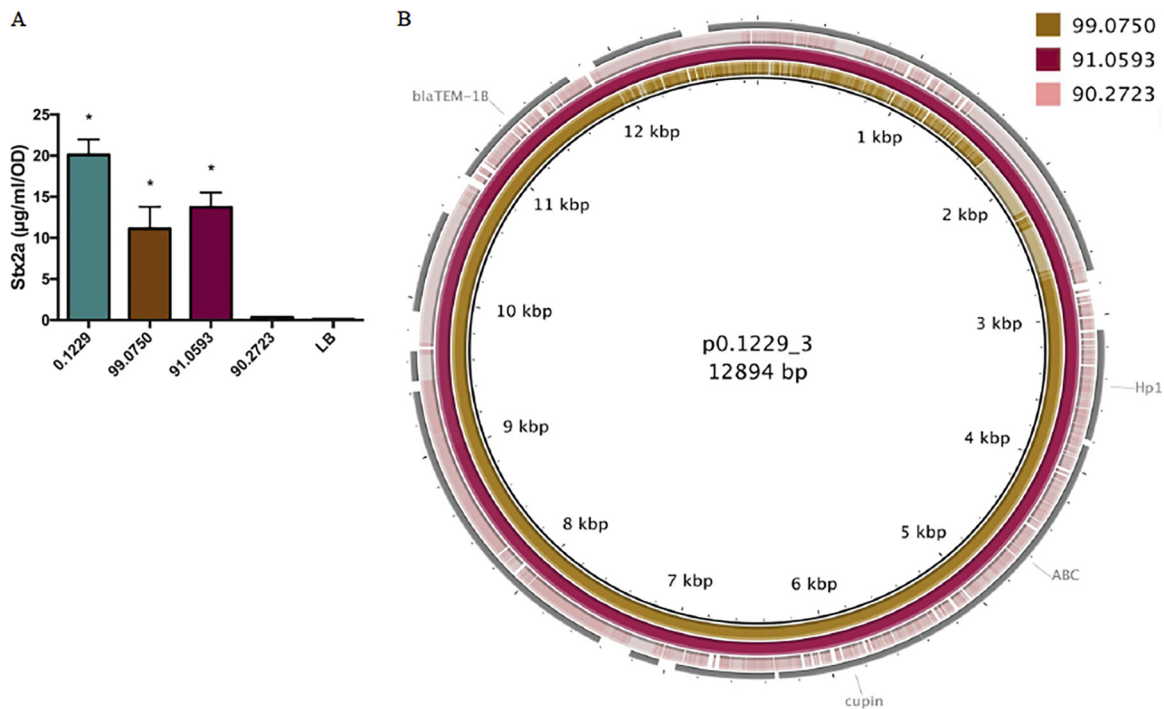 A
B
Stx2a (µg/ml/OD)
25
20
15
10
5
0
*
*
*
0.1229
99.0750
91.0593
90.2723
LB
99.0750
91.0593
90.2723
blaTEM-1B
12 kbp
1 kbp
11 kbp
2 kbp
10 kbp
3 kbp
p0.1229_3
12894 bp
Hp1
9 kbp
4 kbp
8 kbp
5 kbp
ABC
7 kbp
6 kbp
cupin